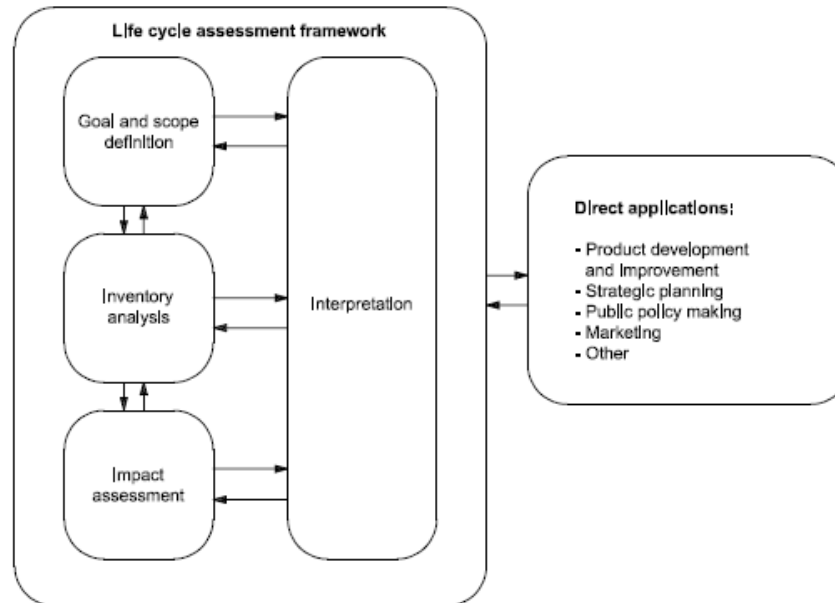 Life cycle assessment framework
Goal and scope
definition
Inventory
analysis
Impact
assessment
Interpretation
Direct applications:
- Product development
and improvement
- Strategic planning
- Public policy making
- Marketing
- Other